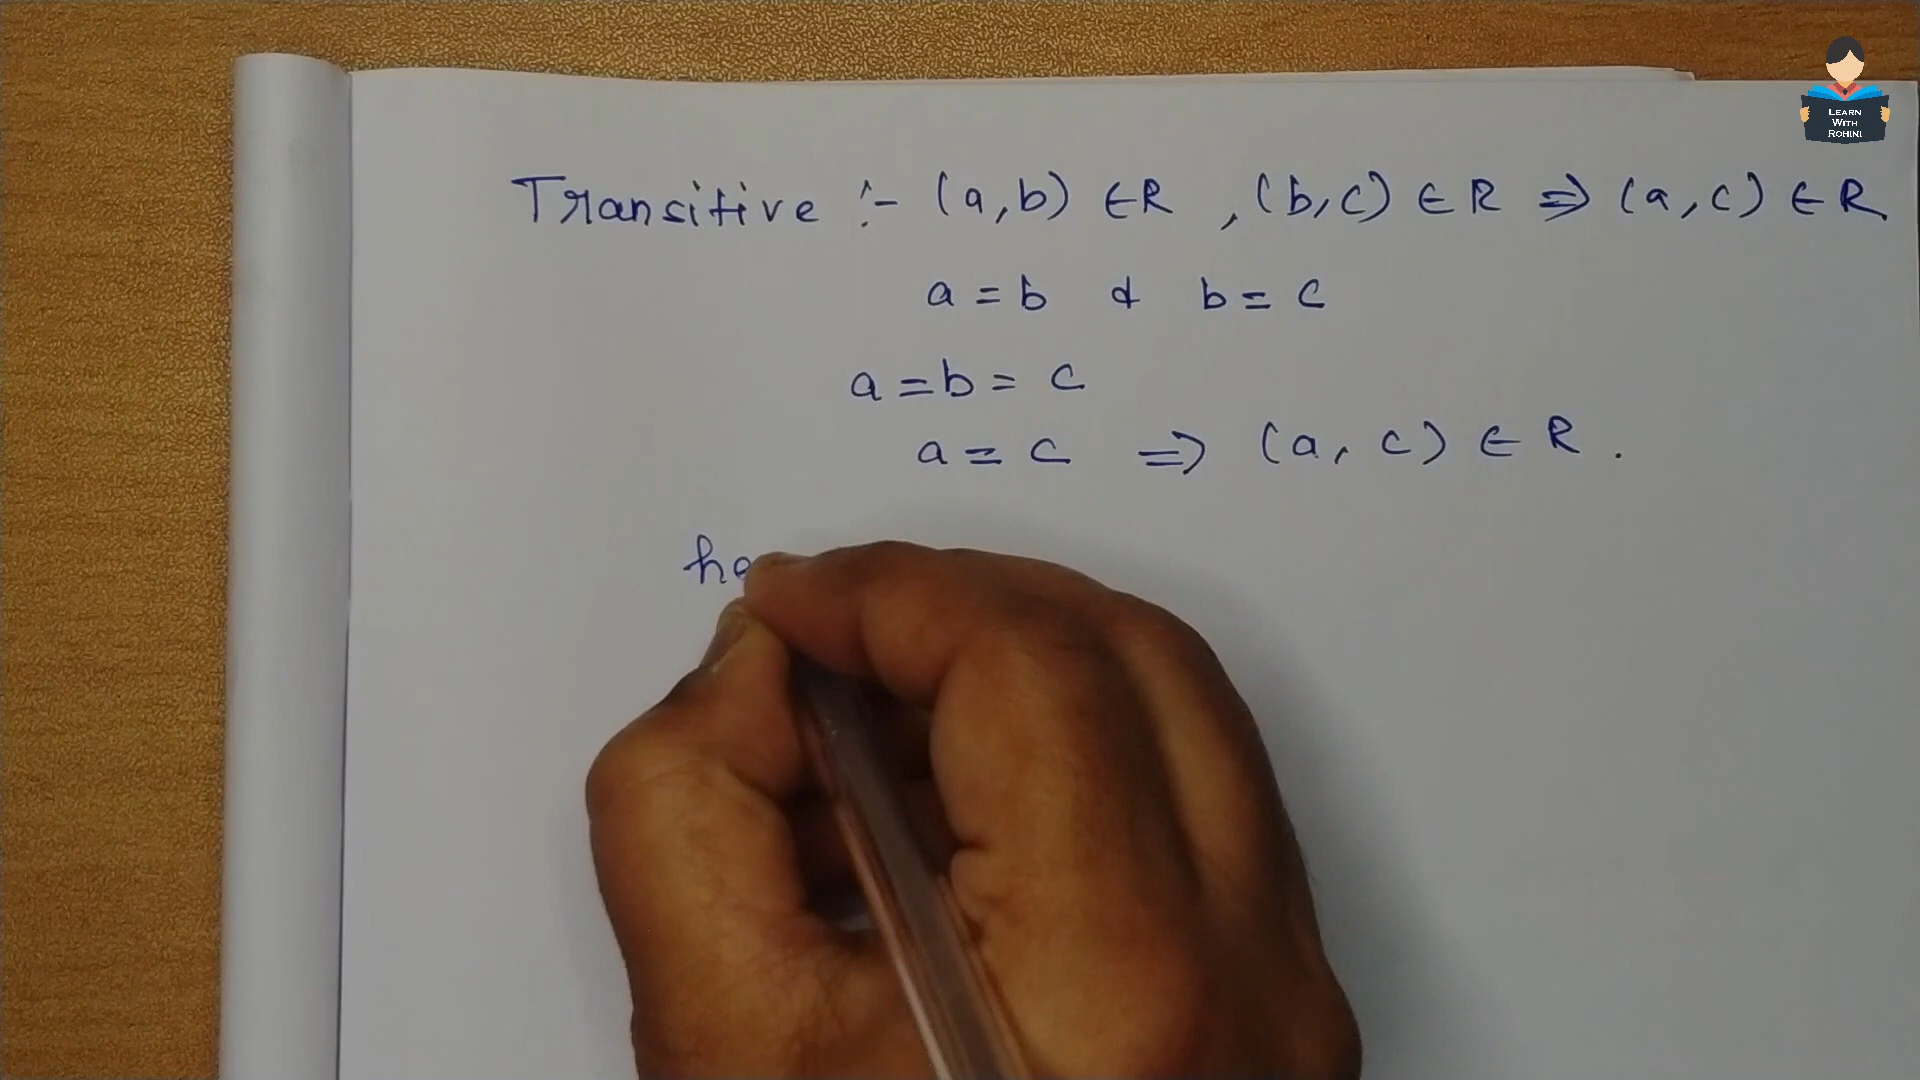 LEARN
WITH
ROHINI
Transitive :- (a,b) ∈R , (b,c) ∈ R ⇒ (a,c) ∈ R.
a = b & b = c
a = b = c
a = c ⇒ (a, c) ∈ R .